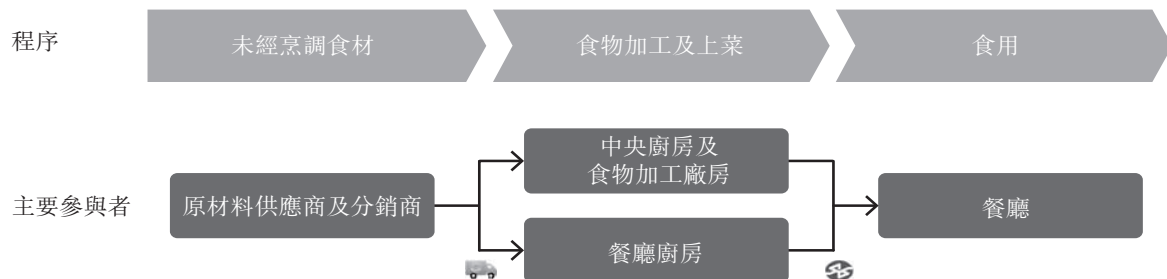 程序
未經烹調食材
食物加工及上菜
食用
主要參與者
原材料供應商及分銷商
中央廚房及
食物加工廠房
餐廳廚房
餐廳